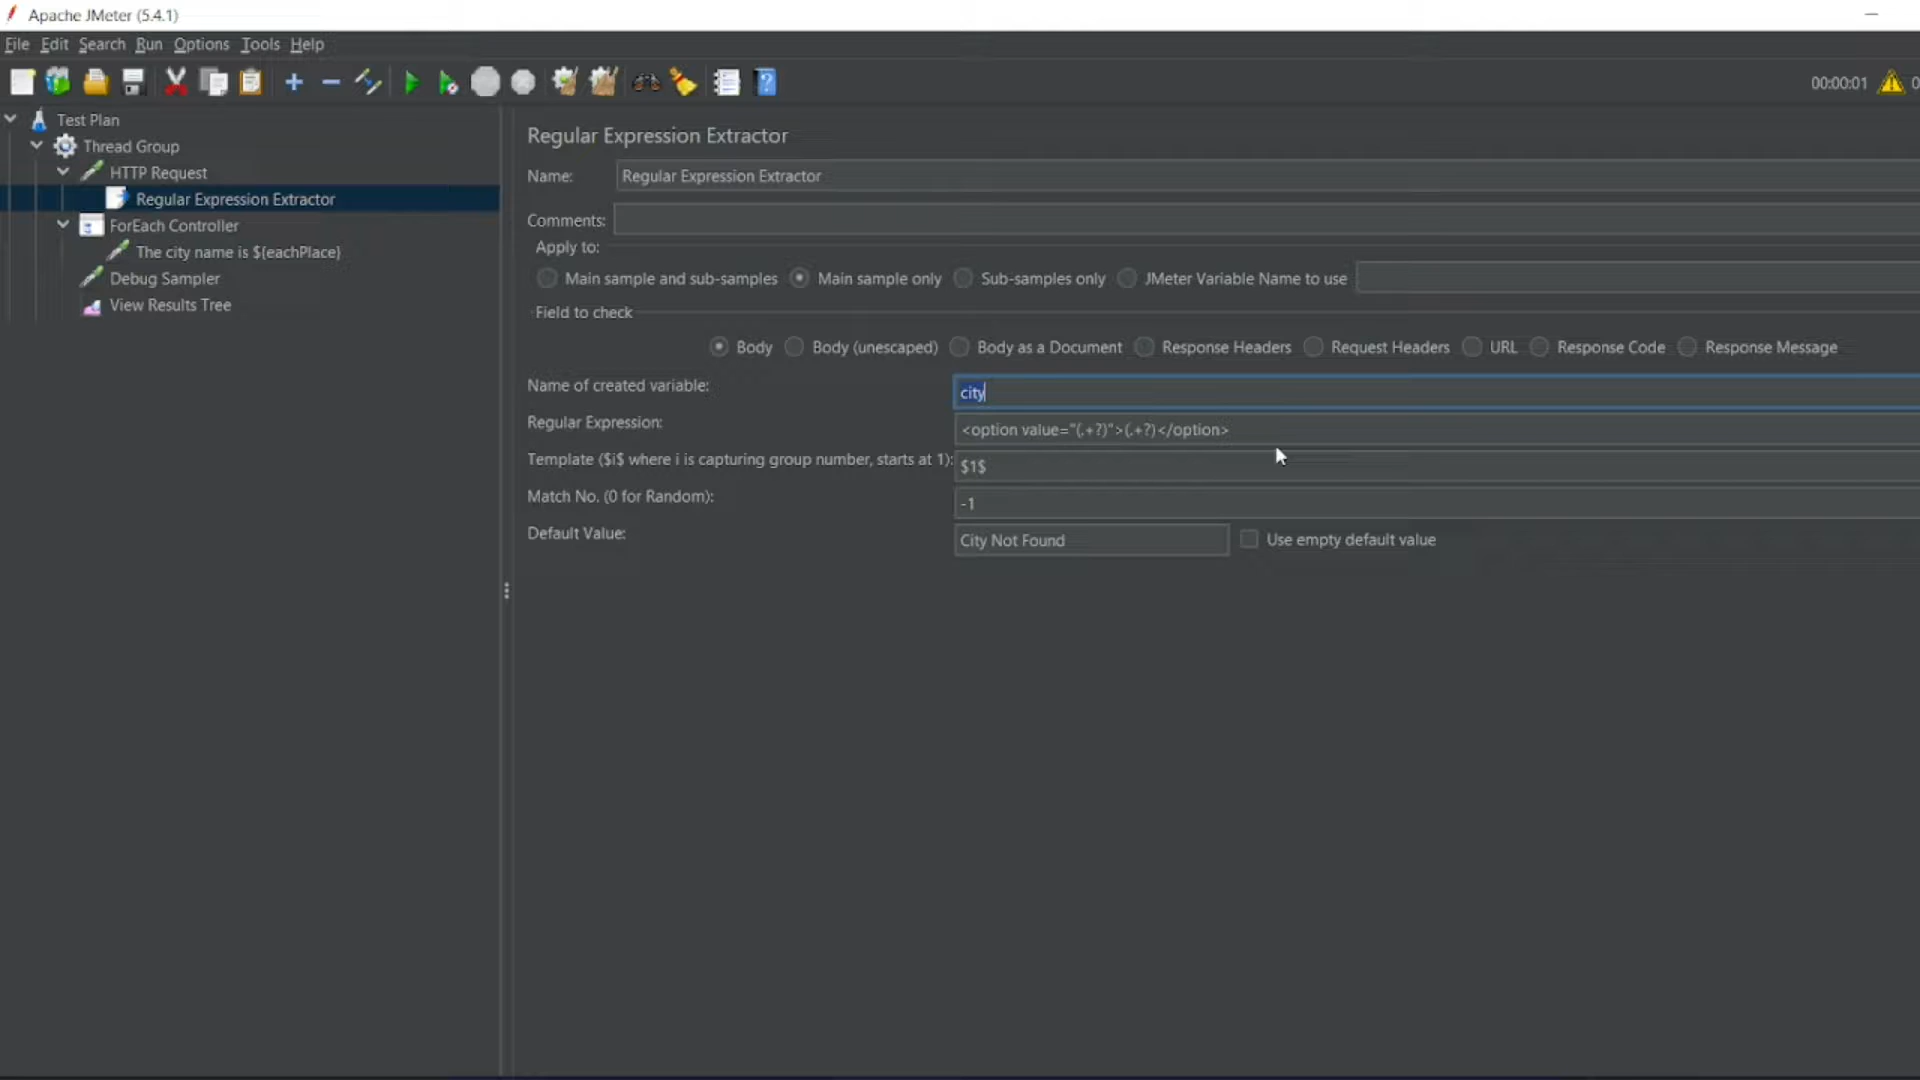 Apache JMeter (5.4.1)
File Edit Search Run Options Tools Help
00:00:01 0
Test Plan
Thread Group
HTTP Request
Regular Expression Extractor
ForEach Controller
The city name is ${eachPlace}
Debug Sampler
View Results Tree
Regular Expression Extractor
Name: Regular Expression Extractor
Comments:
Apply to:
Main sample and sub-samples Main sample only Sub-samples only JMeter Variable Name to use
Field to check
Body Body (unescaped) Body as a Document Response Headers Request Headers URL Response Code Response Message
Name of created variable: city
Regular Expression: <option value="(.+?)">(.+?)</option>
Template ($i$ where i is capturing group number, starts at 1): $1$
Match No. (0 for Random): -1
Default Value: City Not Found Use empty default value